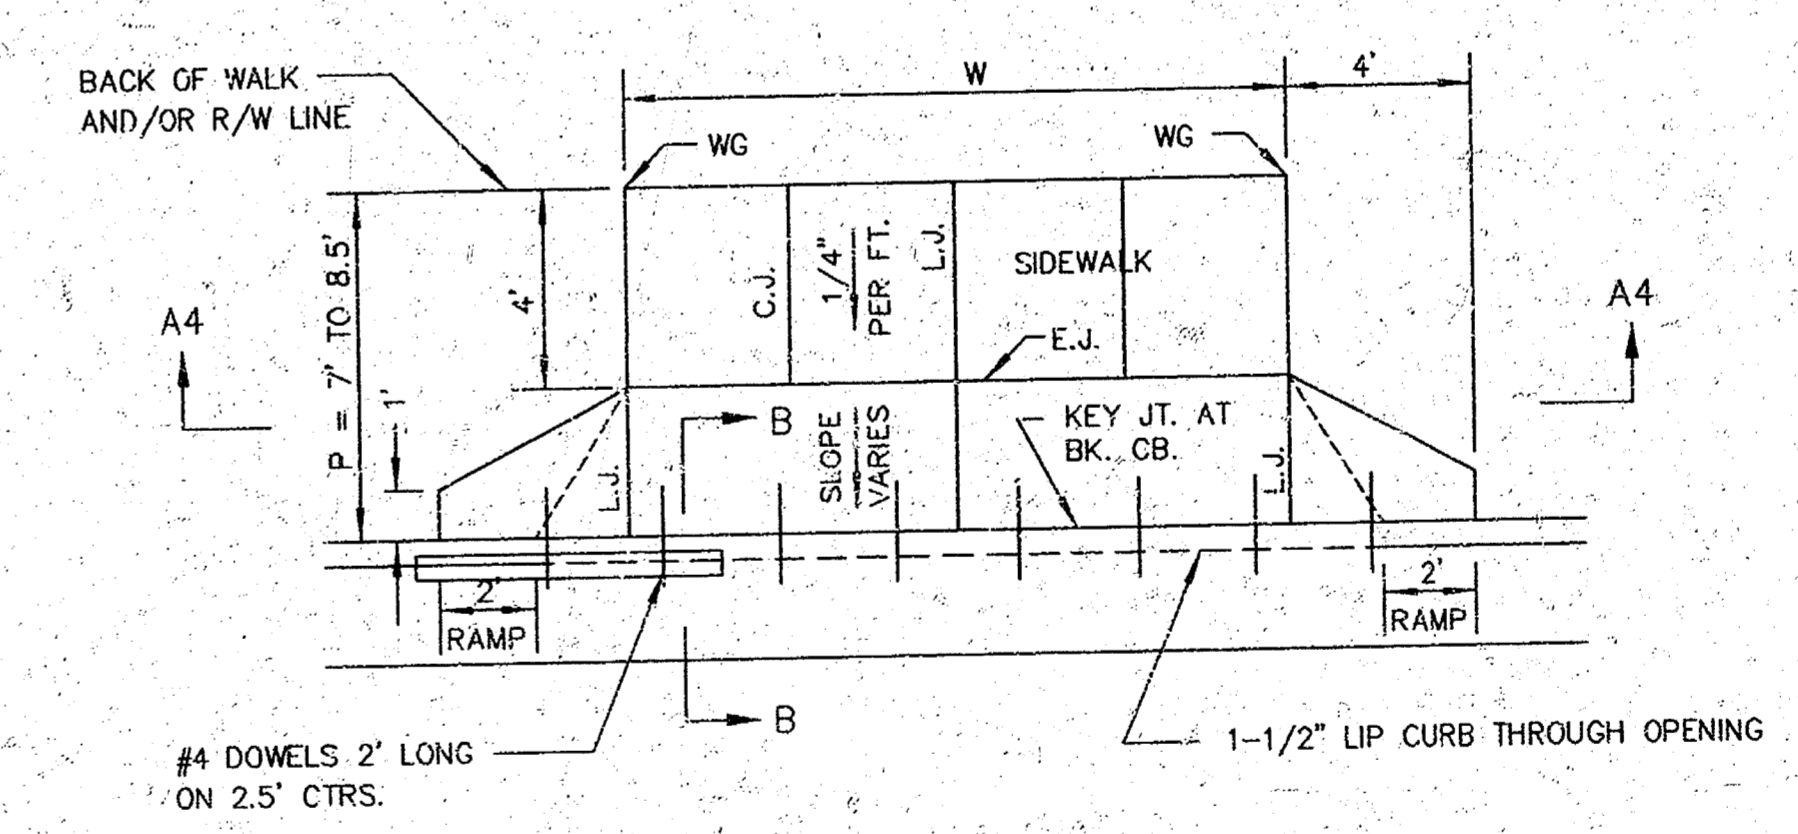 BACK OF WALK
AND/OR R/W LINE
W
4'
WG
WG
P = 7' TO 8.5'
4'
C.J.
1/4"
PER FT.
L.J.
SIDEWALK
A4
A4
E.J.
1'
B
SLOPE
VARIES
KEY JT. AT
BK. CB.
L.J.
L.J.
2'
RAMP
2'
RAMP
B
#4 DOWELS 2' LONG
ON 2.5' CTRS.
1-1/2" LIP CURB THROUGH OPENING